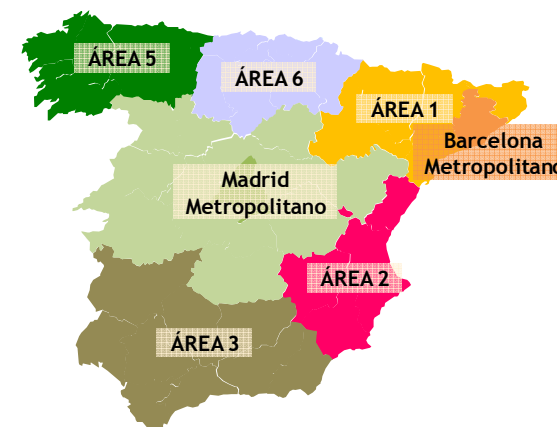 ÁREA 5
ÁREA 6
ÁREA 1
Barcelona
Metropolitano
Madrid
Metropolitano
ÁREA 2
ÁREA 3